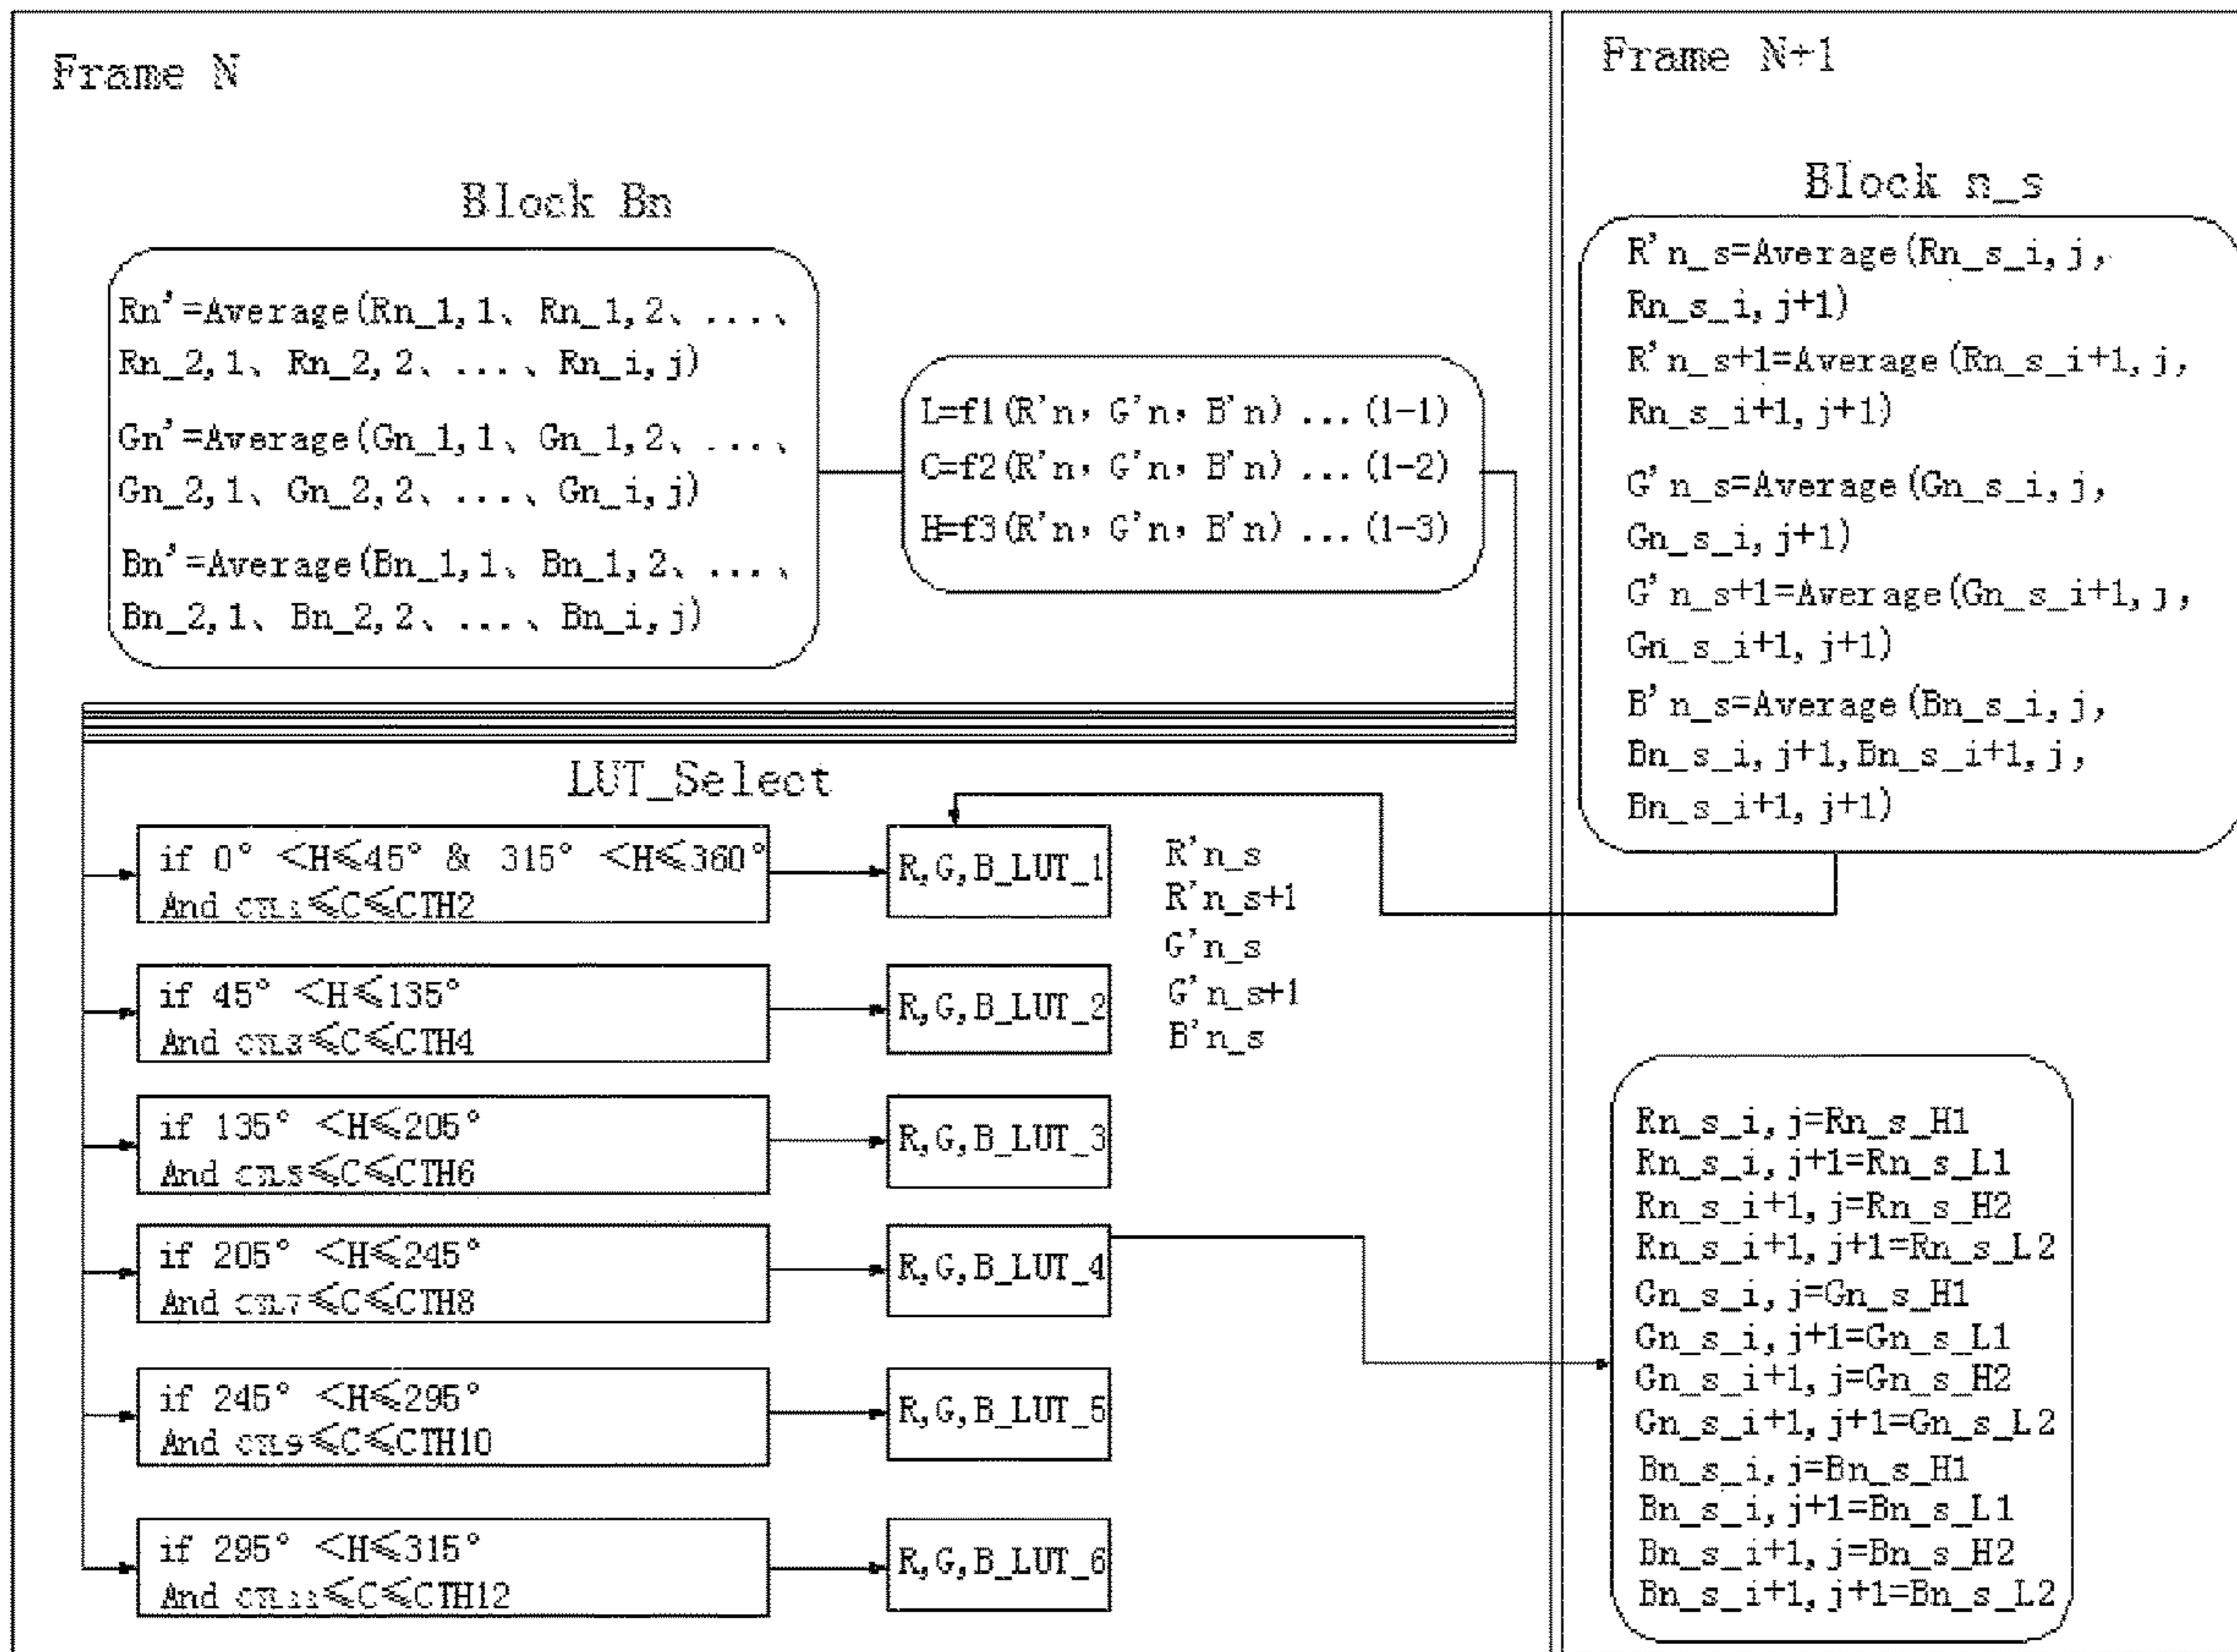 Frame N
Block Bn
Rn’=Average(Rn_1,1、Rn_1,2、...、
Rn_2,1、Rn_2,2、...、Rn_i,j)
Gn’=Average(Gn_1,1、Gn_1,2、...、
Gn_2,1、Gn_2,2、...、Gn_i,j)
Bn’=Average(Bn_1,1、Bn_1,2、...、
Bn_2,1、Bn_2,2、...、Bn_i,j)
L=f1(R’n，G’n，B’n)...(1-1)
C=f2(R’n，G’n，B’n)...(1-2)
H=f3(R’n，G’n，B’n)...(1-3)
LUT_Select
if 0° <H≤45° & 315° <H≤360°
And CTL1≤C≤CTH2
R,G,B_LUT_1
if 45° <H≤135°
And CTL3≤C≤CTH4
R,G,B_LUT_2
if 135° <H≤205°
And CTL5≤C≤CTH6
R,G,B_LUT_3
if 205° <H≤245°
And CTL7≤C≤CTH8
R,G,B_LUT_4
if 245° <H≤295°
And CTL9≤C≤CTH10
R,G,B_LUT_5
if 295° <H≤315°
And CTL11≤C≤CTH12
R,G,B_LUT_6
R’n_s
R’n_s+1
G’n_s
G’n_s+1
B’n_s
Frame N+1
Block n_s
R’n_s=Average(Rn_s_i,j,
Rn_s_i,j+1)
R’n_s+1=Average(Rn_s_i+1,j,
Rn_s_i+1,j+1)
G’n_s=Average(Gn_s_i,j,
Gn_s_i,j+1)
G’n_s+1=Average(Gn_s_i+1,j,
Gn_s_i+1,j+1)
B’n_s=Average(Bn_s_i,j,
Bn_s_i,j+1,Bn_s_i+1,j,
Bn_s_i+1,j+1)
Rn_s_i,j=Rn_s_H1
Rn_s_i,j+1=Rn_s_L1
Rn_s_i+1,j=Rn_s_H2
Rn_s_i+1,j+1=Rn_s_L2
Gn_s_i,j=Gn_s_H1
Gn_s_i,j+1=Gn_s_L1
Gn_s_i+1,j=Gn_s_H2
Gn_s_i+1,j+1=Gn_s_L2
Bn_s_i,j=Bn_s_H1
Bn_s_i,j+1=Bn_s_L1
Bn_s_i+1,j=Bn_s_H2
Bn_s_i+1,j+1=Bn_s_L2